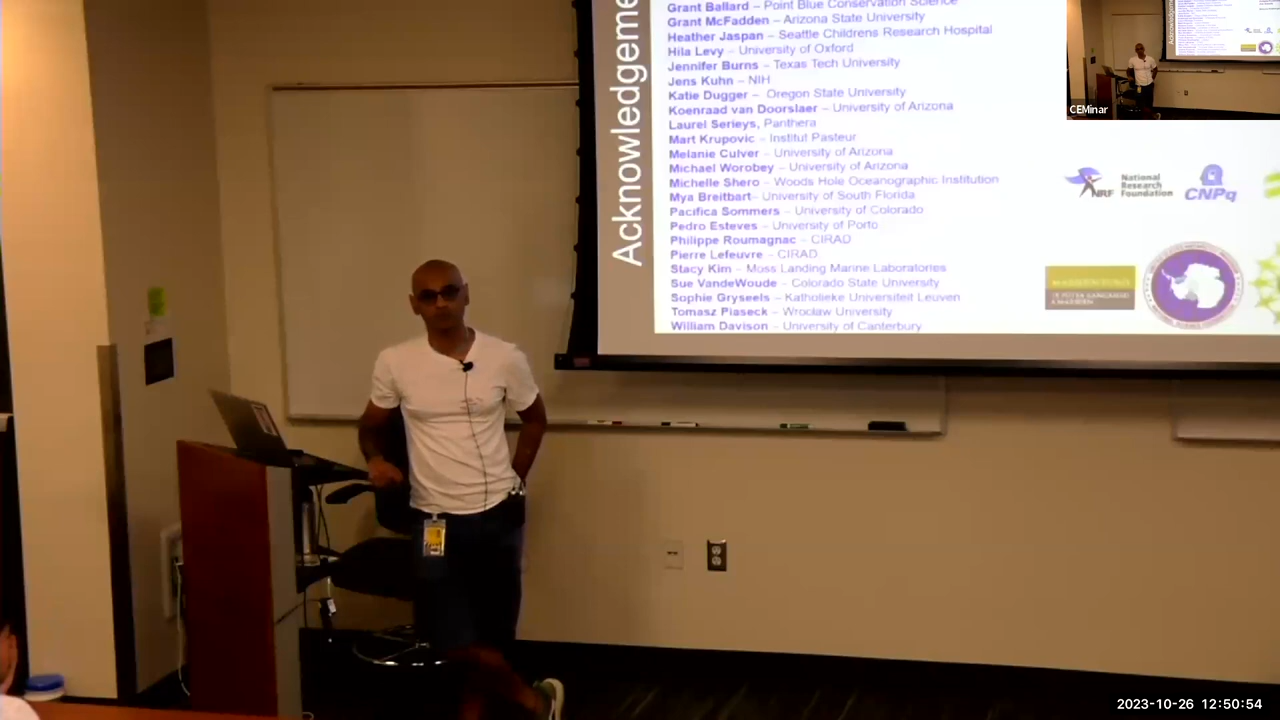 Acknowledgeme
Grant Ballard – Point Blue Conservation Science
Grant McFadden – Arizona State University
Heather Jaspan – Seattle Childrens Research Hospital
Hila Levy – University of Oxford
Jennifer Burns – Texas Tech University
Jens Kuhn – NIH
Katie Dugger – Oregon State University
Koenraad van Doorslaer – University of Arizona
Laurel Serieys, Panthera
Mart Krupovic – Institut Pasteur
Melanie Culver – University of Arizona
Michael Worobey – University of Arizona
Michelle Shero – Woods Hole Oceanographic Institution
Mya Breitbart– University of South Florida
Pacifica Sommers – University of Colorado
Pedro Esteves – University of Porto
Philippe Roumagnac – CIRAD
Pierre Lefeuvre – CIRAD
Stacy Kim – Moss Landing Marine Laboratories
Sue VandeWoude – Colorado State University
Sophie Gryseels – Katholieke Universiteit Leuven
Tomasz Piaseck – Wroclaw University
William Davison – University of Canterbury
NRF
National
Research
Foundation
CNPq
CEMinar
2023-10-26 12:50:54